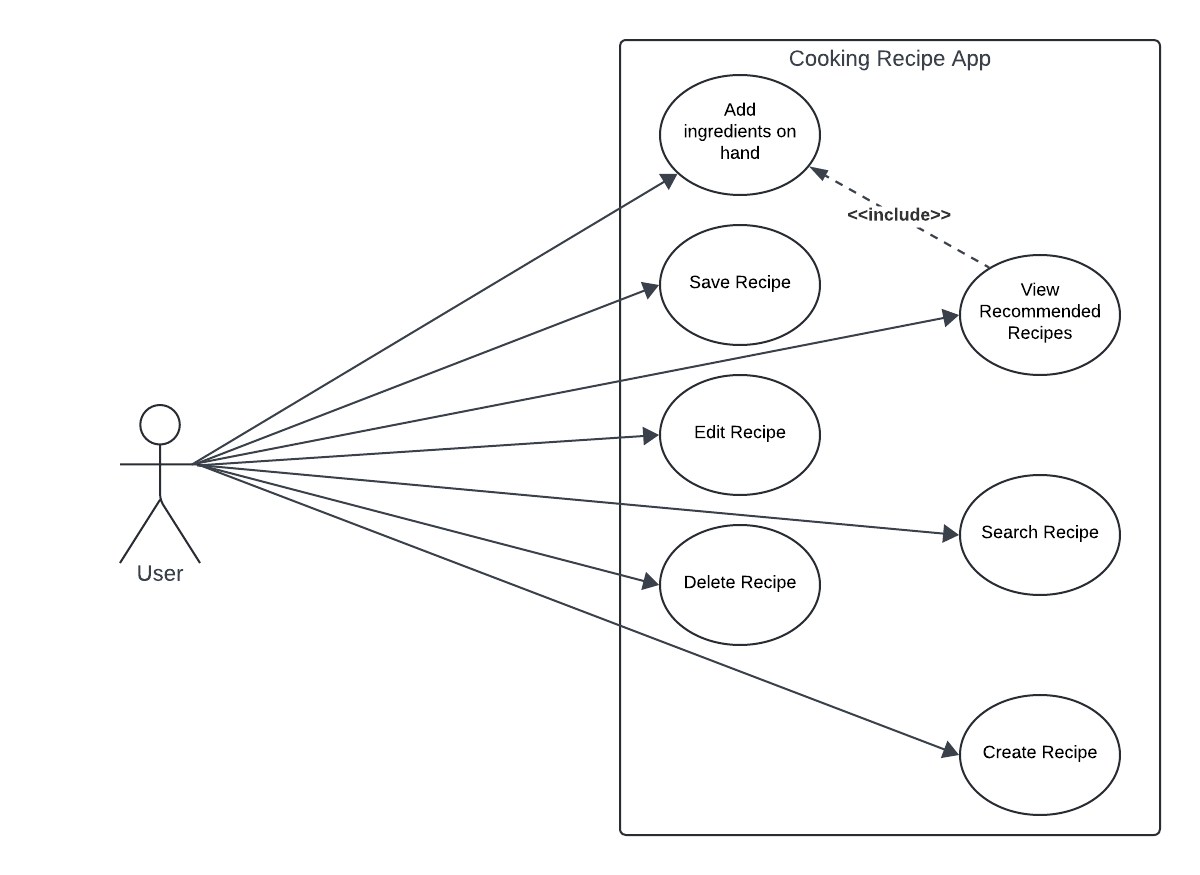 Cooking Recipe App
Add
ingredients on
hand
<<include>>
Save Recipe
View
Recommended
Recipes
Edit Recipe
Search Recipe
User
Delete Recipe
Create Recipe